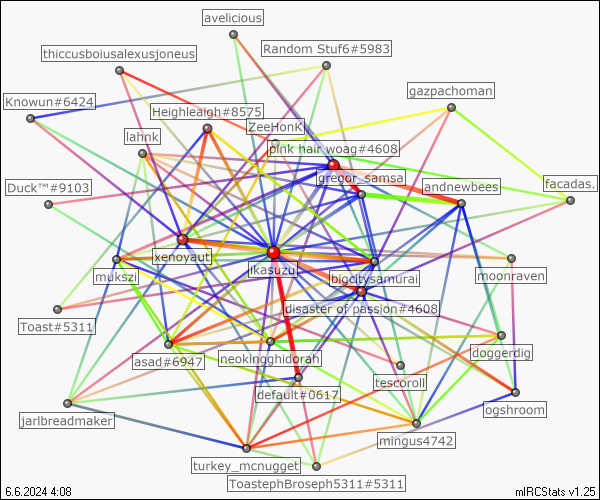 avelicious
Random Stuf6#5983
thiccusboiusalexusjoneus
gazpachoman
Knowun#6424
Heighleaigh#8575
ZeeHonK
lahnk
pink hair woag#4608
gregor_samsa
andnewbees
Duck™#9103
facadas.
xenoyaut
jkasuzu
mukszi
bigcitysamurai
moonraven
disaster of passion#4608
Toast#5311
asad#6947
neokingghidorah
doggerdig
tescoroll
default#0617
ogshroom
jarlbreadmaker
mingus4742
turkey_mcnugget
ToastephBroseph5311#5311
6.6.2024 4:08
mIRCStats v1.25